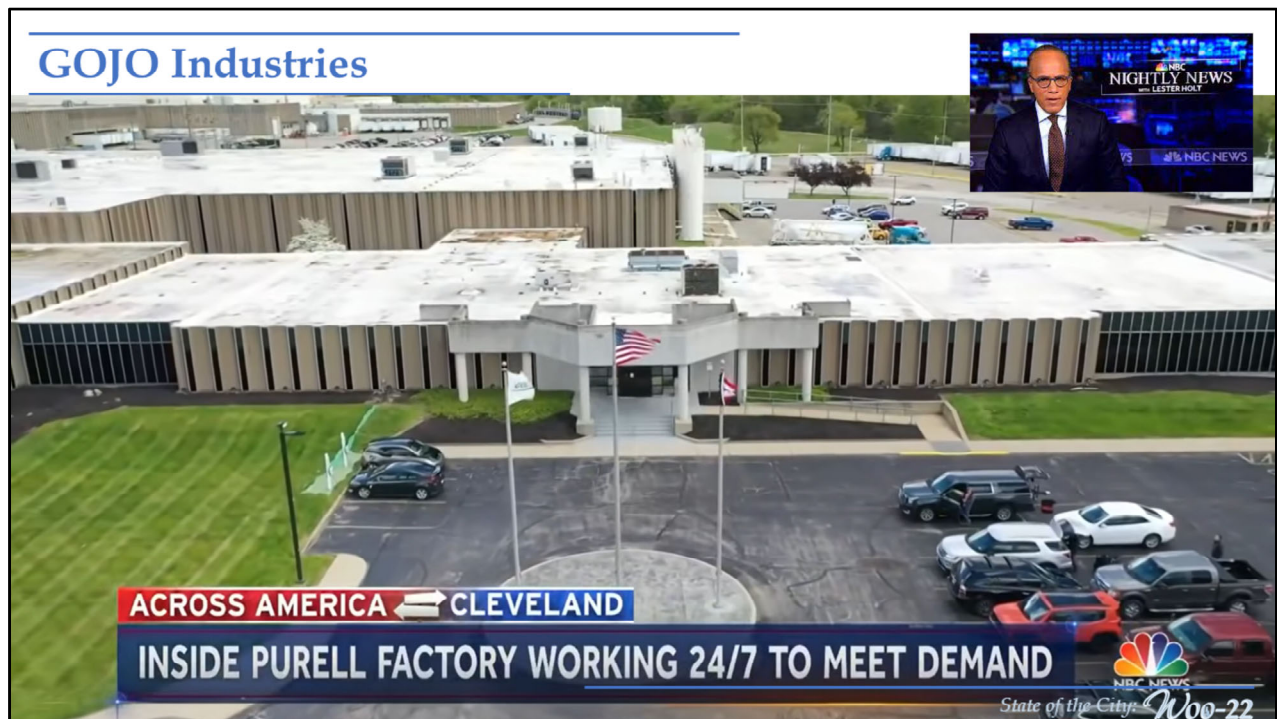 GOJO Industries
NBC
NIGHTLY NEWS
WITH LESTER HOLT
NBC NEWS
ACROSS AMERICA CLEVELAND
INSIDE PURELL FACTORY WORKING 24/7 TO MEET DEMAND
NBC NEWS
State of the City: Woo-22